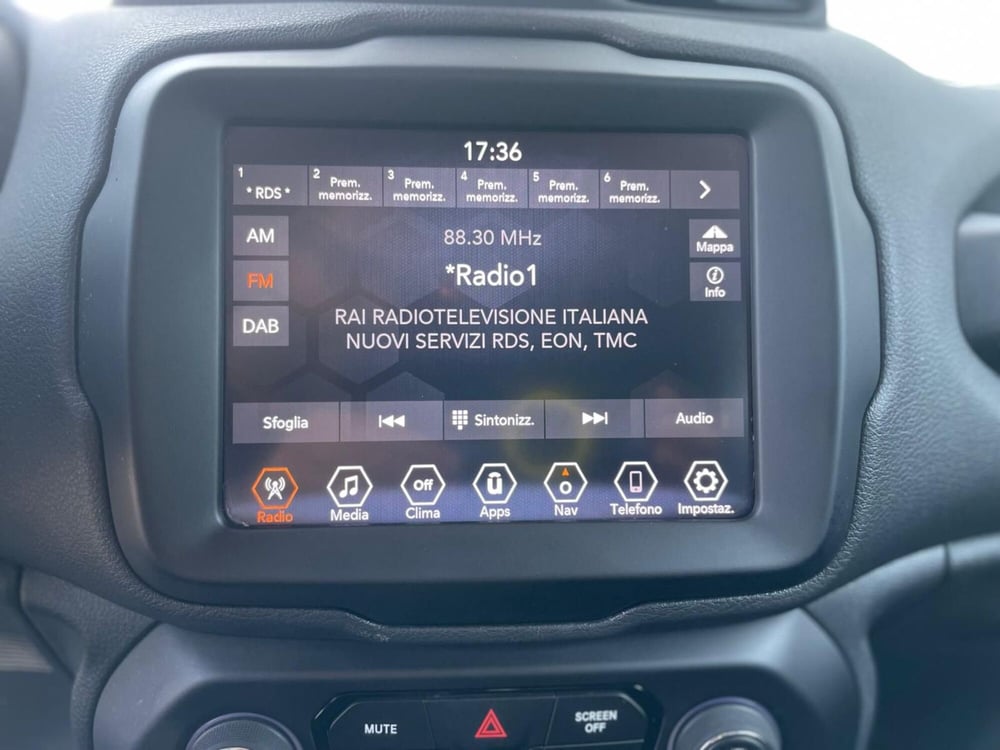 17:36
1 * RDS *
2 Prem. memorizz.
3 Prem. memorizz.
4 Prem. memorizz.
5 Prem. memorizz.
6 Prem. memorizz.
AM
88.30 MHz
Mappa
FM
*Radio1
Info
DAB
RAI RADIOTELEVISIONE ITALIANA
NUOVI SERVIZI RDS, EON, TMC
Sfoglia
Sintonizz.
Audio
Off
ū
Radio
Media
Clima
Apps
Nav
Telefono
Impostaz.
MUTE
SCREEN
OFF